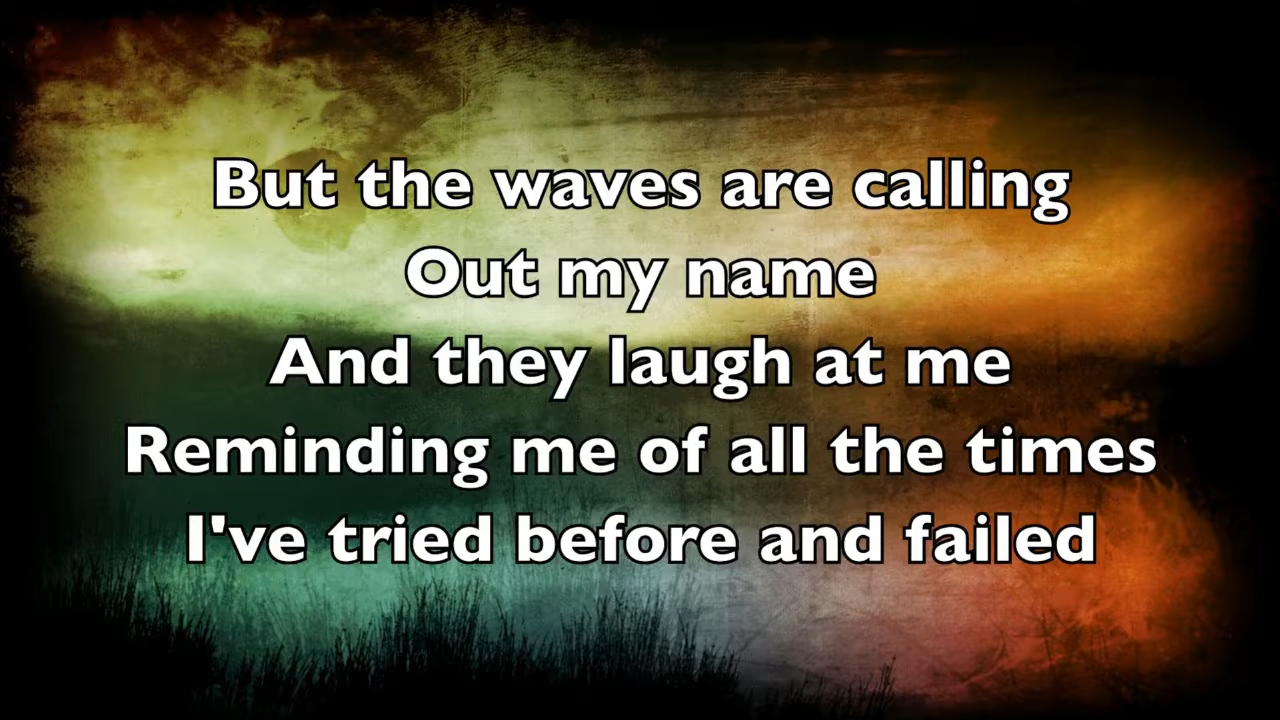 But the waves are calling
Out my name
And they laugh at me
Reminding me of all the times
I've tried before and failed